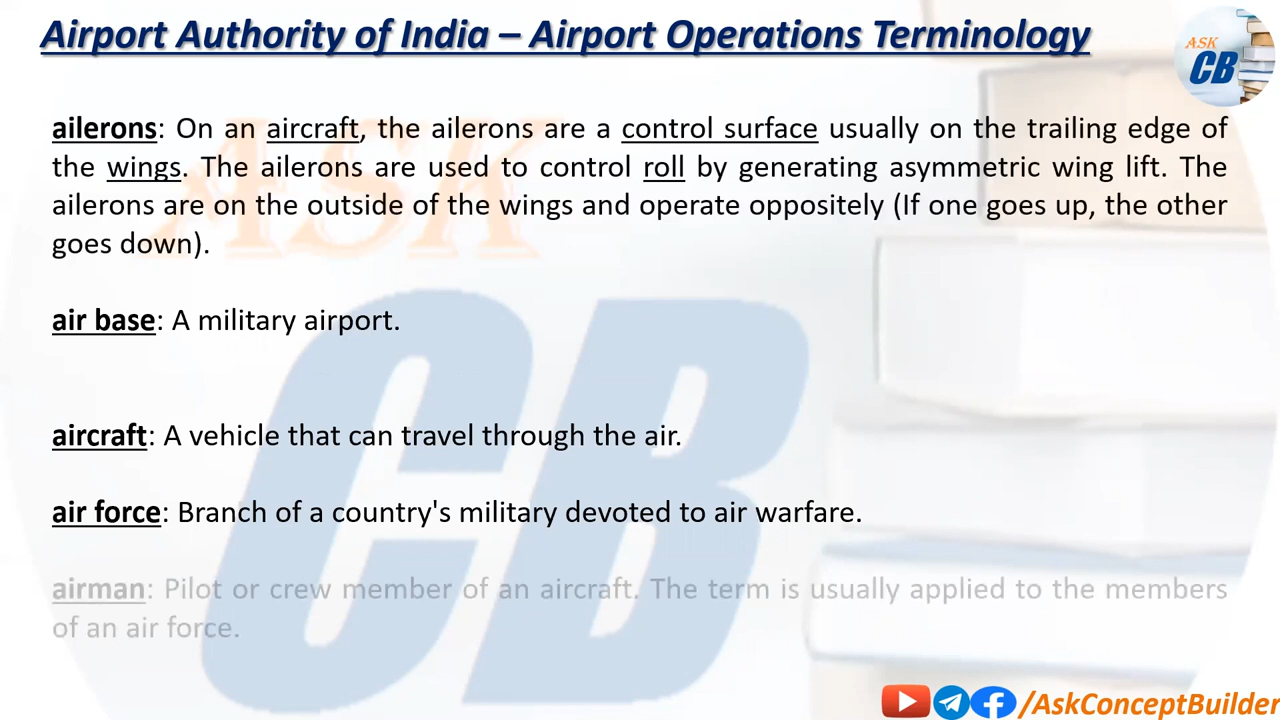 Airport Authority of India – Airport Operations Terminology
ASK
CB
ailerons: On an aircraft, the ailerons are a control surface usually on the trailing edge of
the wings. The ailerons are used to control roll by generating asymmetric wing lift. The
ailerons are on the outside of the wings and operate oppositely (If one goes up, the other
goes down).
ASK
air base: A military airport.
CB
aircraft: A vehicle that can travel through the air.
air force: Branch of a country's military devoted to air warfare.
airman: Pilot or crew member of an aircraft. The term is usually applied to the members
of an air force.
/AskConceptBuilder